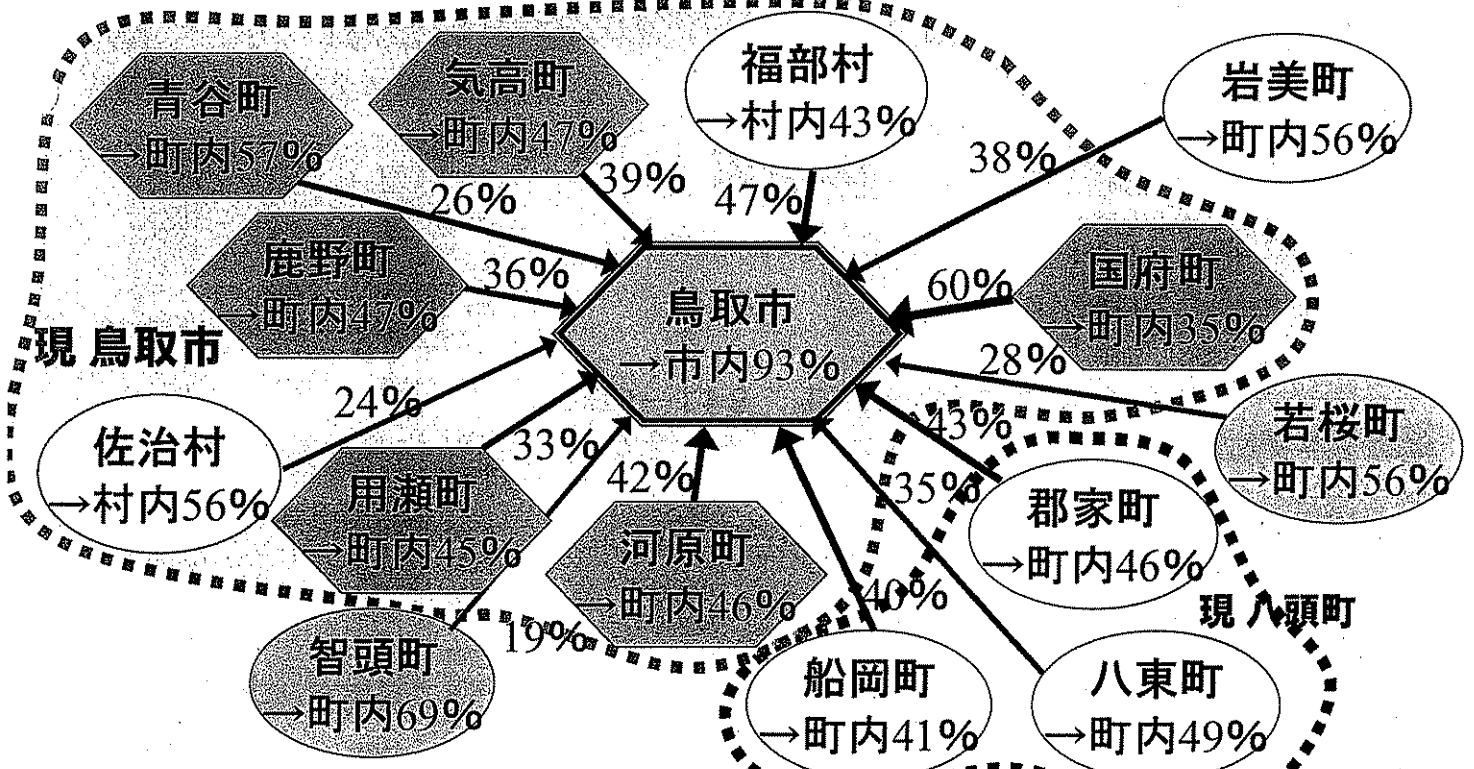 青谷町
→町内57%
気高町
→町内47%
福部村
→村内43%
岩美町
→町内56%
26%
39%
47%
38%
鹿野町
→町内47%
36%
鳥取市
→市内93%
60%
国府町
→町内35%
現 鳥取市
24%
28%
佐治村
→村内56%
33%
42%
43%
35%
若桜町
→町内56%
用瀬町
→町内45%
河原町
→町内46%
郡家町
→町内46%
40%
現 八頭町
19%
智頭町
→町内69%
船岡町
→町内41%
八東町
→町内49%